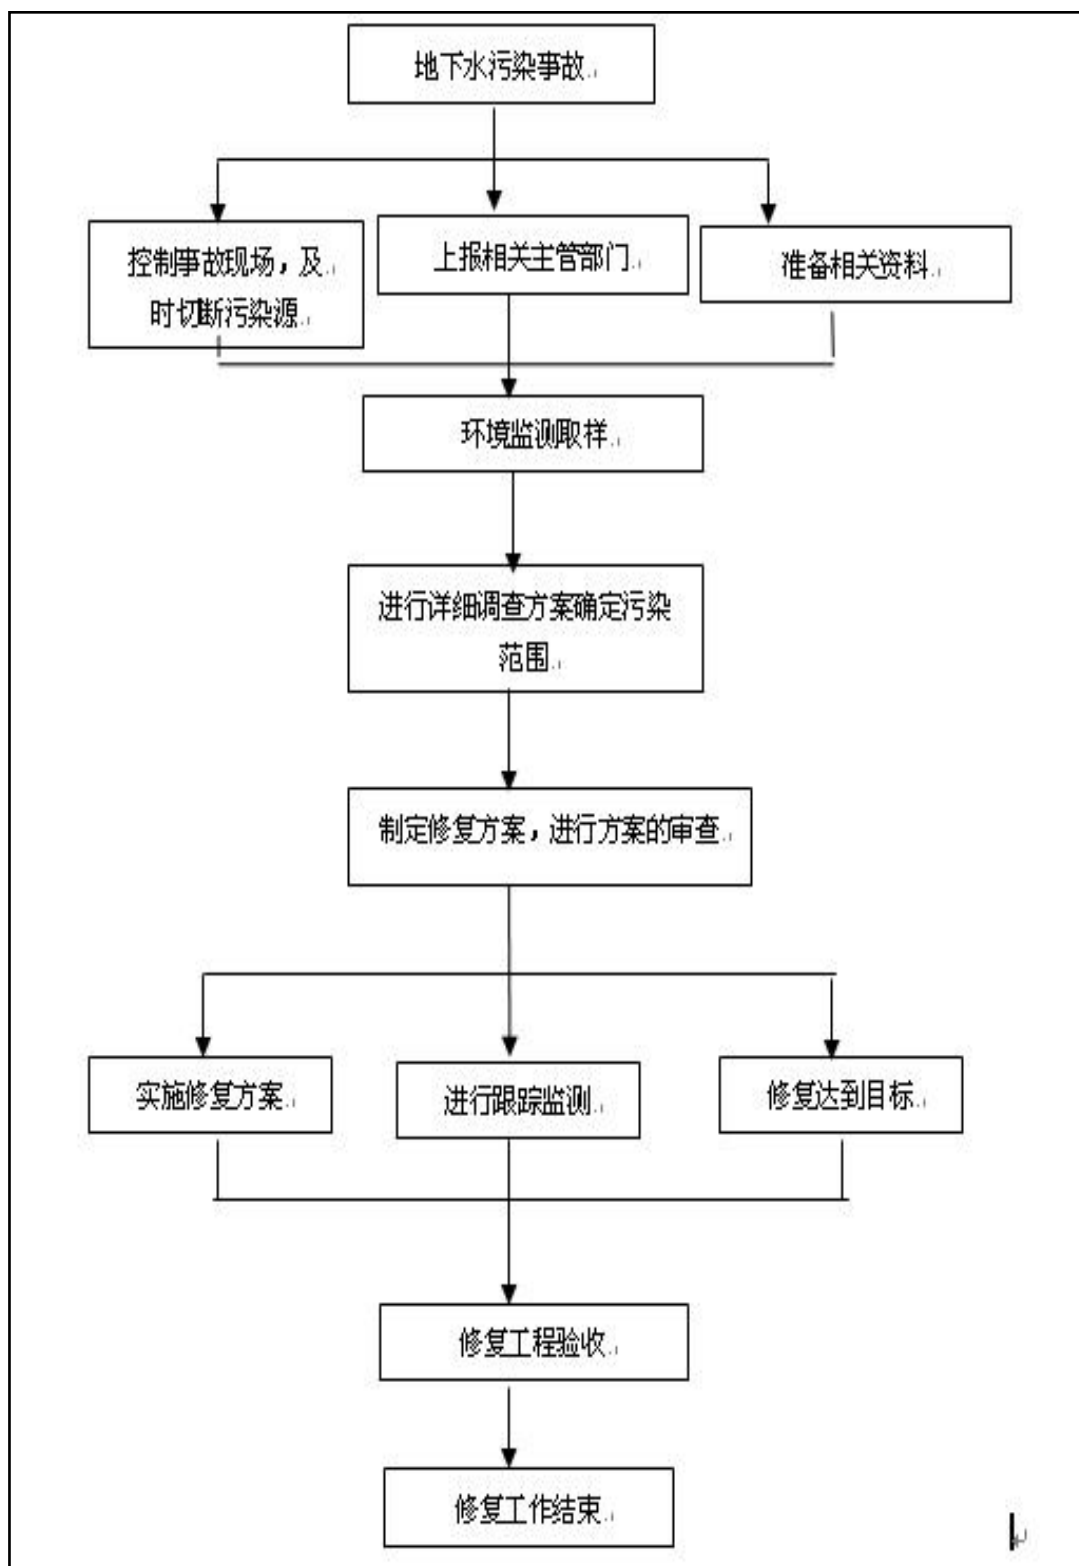 地下水污染事故
控制事故现场，及
时切断污染源
上报相关主管部门
准备相关资料
环境监测取样
进行详细调查方案确定污染
范围
制定修复方案，进行方案的审查
实施修复方案
进行跟踪监测
修复达到目标
修复工程验收
修复工作结束